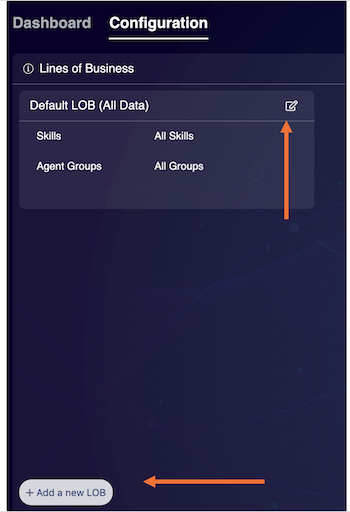 Dashboard Configuration
Lines of Business
Default LOB (All Data)
Skills All Skills
Agent Groups All Groups
+ Add a new LOB